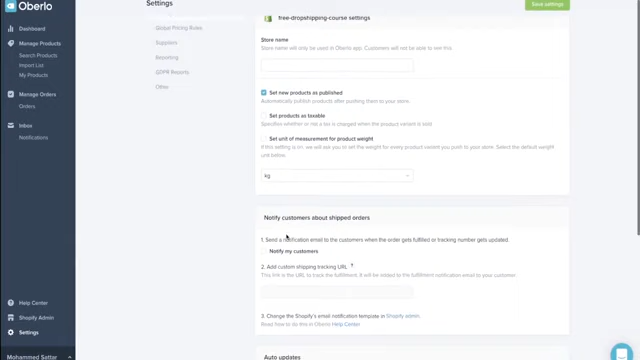 Oberlo
Settings
Save settings
Dashboard
Manage Products
Search Products
Import List
My Products
Manage Orders
Orders
Inbox
Notifications
Help Center
Shopify Admin
Settings
Mohammed Sattar
Global Pricing Rules
Suppliers
Reporting
GDPR Reports
Other
free-dropshipping-course settings
Store name
Store name will only be used in Oberlo app. Customers will not be able to see this.
Set new products as published
Automatically publish products after pushing them to your store.
Set products as taxable
Specifies whether or not a tax is charged when the product variant is sold.
Set unit of measurement for product weight
If this setting is on, we will ask you to set the weight for every product variant you push to your store. Select the default weight
unit below.
kg
Notify customers about shipped orders
1. Send a notification email to the customers when the order gets fulfilled or tracking number gets updated.
Notify my customers
2. Add custom shipping tracking URL ?
This link is the URL to track the fulfillment. It will be added to the fulfillment notification email to your customer.
3. Change the Shopify's email notification template in Shopify admin.
Read how to do this in Oberlo Help Center
Auto updates